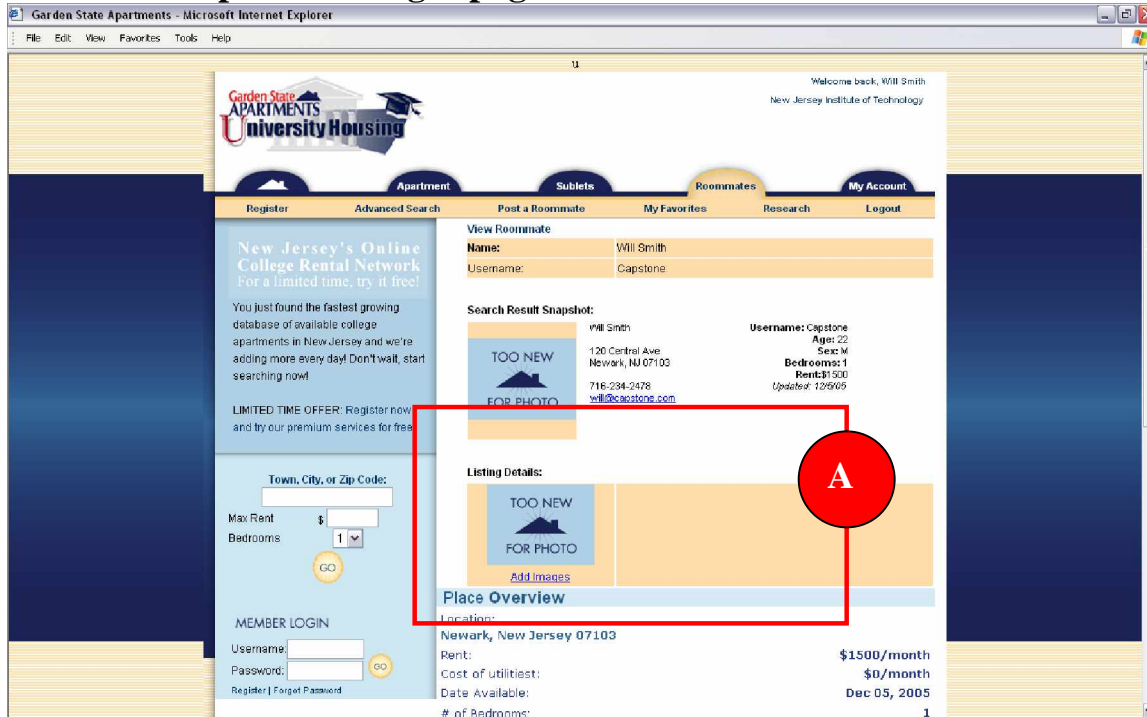 Garden State Apartments - Microsoft Internet Explorer
File Edit View Favorites Tools Help
u
Welcome back, Will Smith
New Jersey Institute of Technology
Garden State
APARTMENTS
University Housing
Apartment Sublets Roommates My Account
Register Advanced Search Post a Roommate My Favorites Research Logout
New Jersey's Online
College Rental Network
For a limited time, try it free!
You just found the fastest growing
database of available college
apartments in New Jersey and we're
adding more every day! Don't wait, start
searching now!
LIMITED TIME OFFER: Register now
and try our premium services for free
Town, City, or Zip Code:
Max Rent $
Bedrooms 1
GO
MEMBER LOGIN
Username:
Password:
GO
Register | Forgot Password
View Roommate
Name: Will Smith
Username: Capstone
Search Result Snapshot:
TOO NEW
FOR PHOTO
Will Smith
120 Central Ave
Newark, NJ 07103
716-234-2478
will@capstone.com
Username: Capstone
Age: 22
Sex: M
Bedrooms: 1
Rent:$1500
Updated: 12/5/05
Listing Details:
TOO NEW
FOR PHOTO
Add Images
A
Place Overview
Location:
Newark, New Jersey 07103
Rent: $1500/month
Cost of utilitiest: $0/month
Date Available: Dec 05, 2005
# of Bedrooms: 1